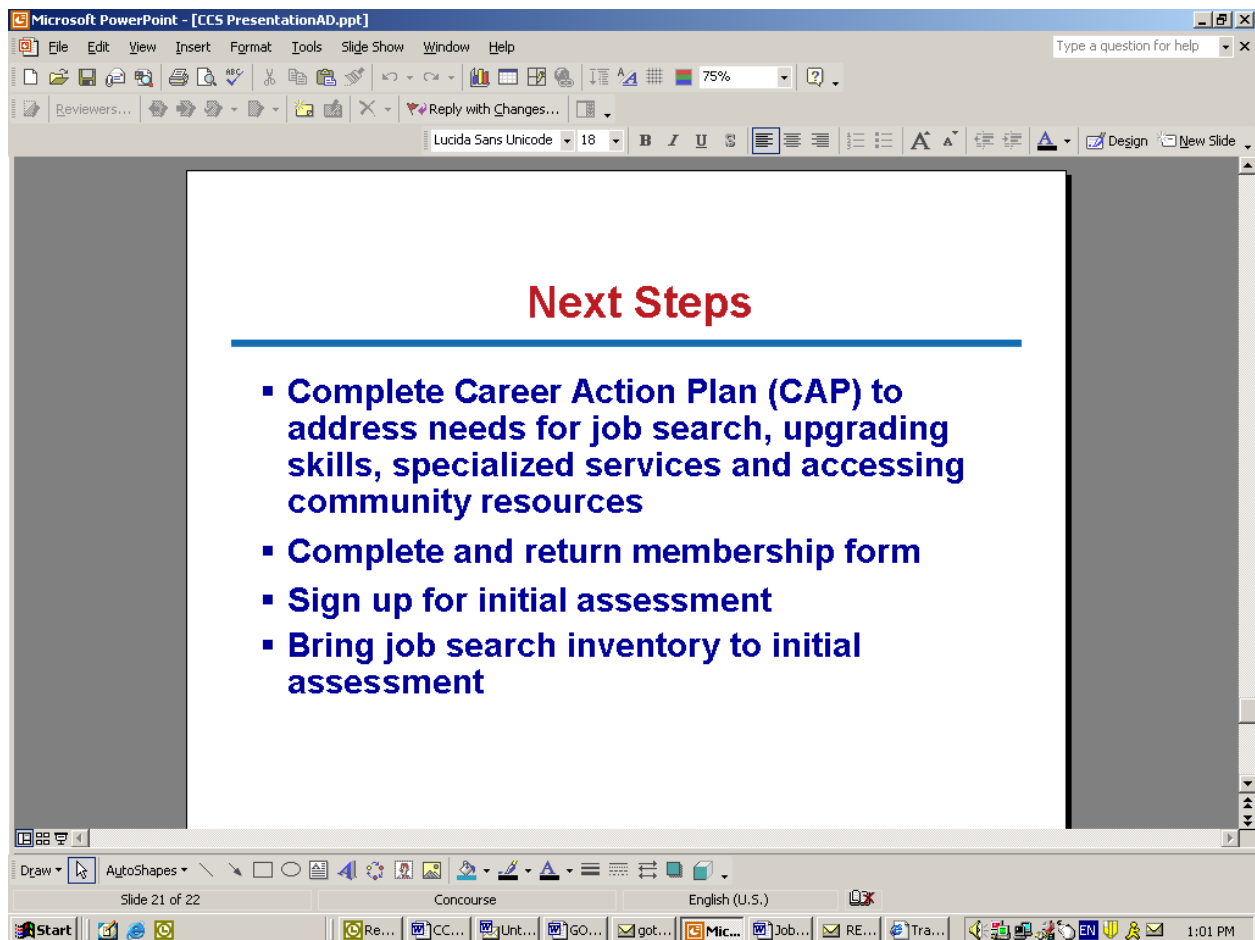 Microsoft PowerPoint - [CCS PresentationAD.ppt]
File Edit View Insert Format Tools Slide Show Window Help Type a question for help
75%
Reviewers... Reply with Changes...
Lucida Sans Unicode 18 B I U S A A A Design New Slide
Next Steps
▪ Complete Career Action Plan (CAP) to
address needs for job search, upgrading
skills, specialized services and accessing
community resources
▪ Complete and return membership form
▪ Sign up for initial assessment
▪ Bring job search inventory to initial
assessment
Draw AutoShapes
Slide 21 of 22 Concourse English (U.S.)
Start Re... CC... Unt... GO... got... Mic... Job... RE... Tra... EN 1:01 PM